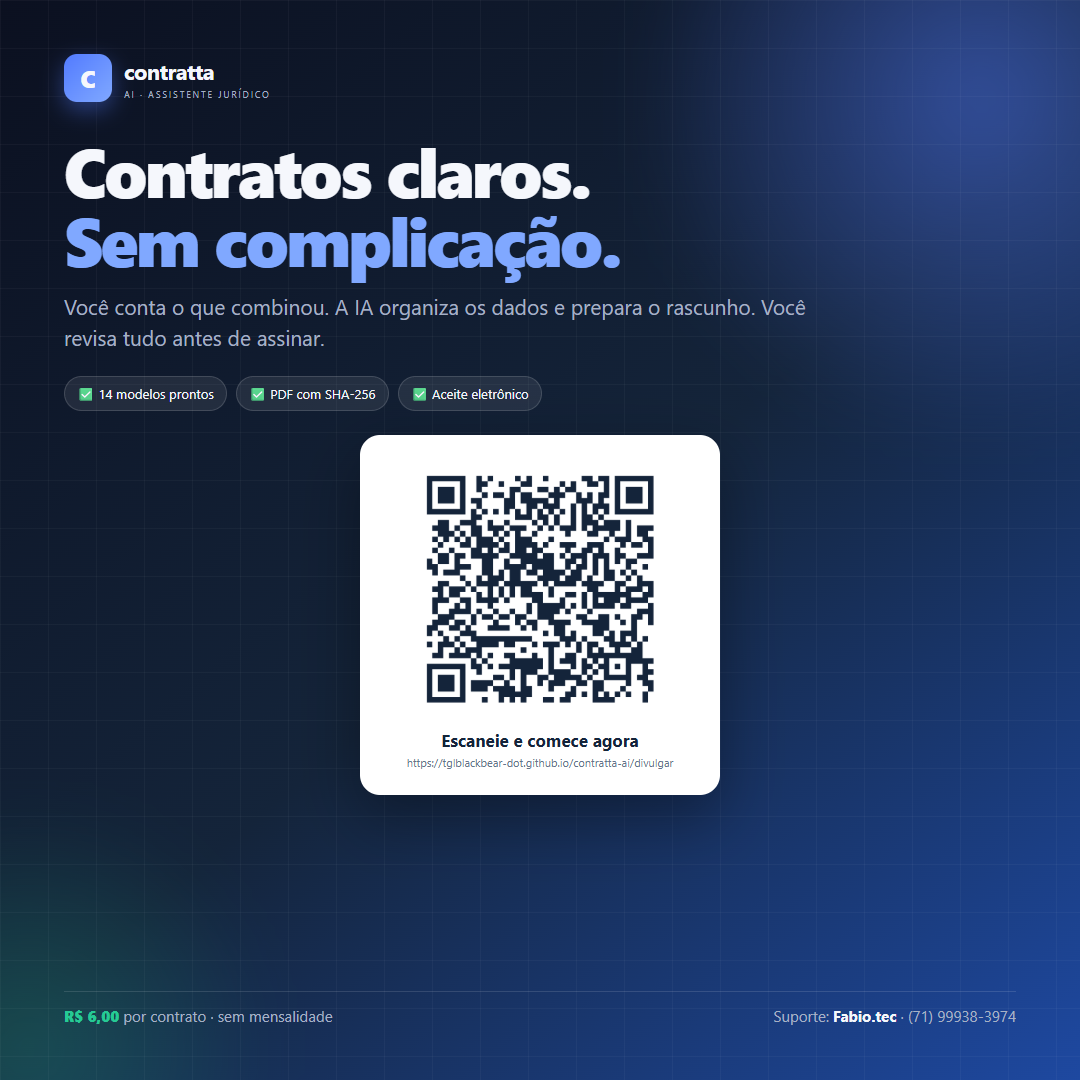 c
contratta
AI · ASSISTENTE JURÍDICO
Contratos claros.
Sem complicação.
Você conta o que combinou. A IA organiza os dados e prepara o rascunho. Você
revisa tudo antes de assinar.
✅ 14 modelos prontos
✅ PDF com SHA-256
✅ Aceite eletrônico
Escaneie e comece agora
https://tglblackbear-dot.github.io/contratta-ai/divulgar
R$ 6,00 por contrato · sem mensalidade
Suporte: Fabio.tec · (71) 99938-3974